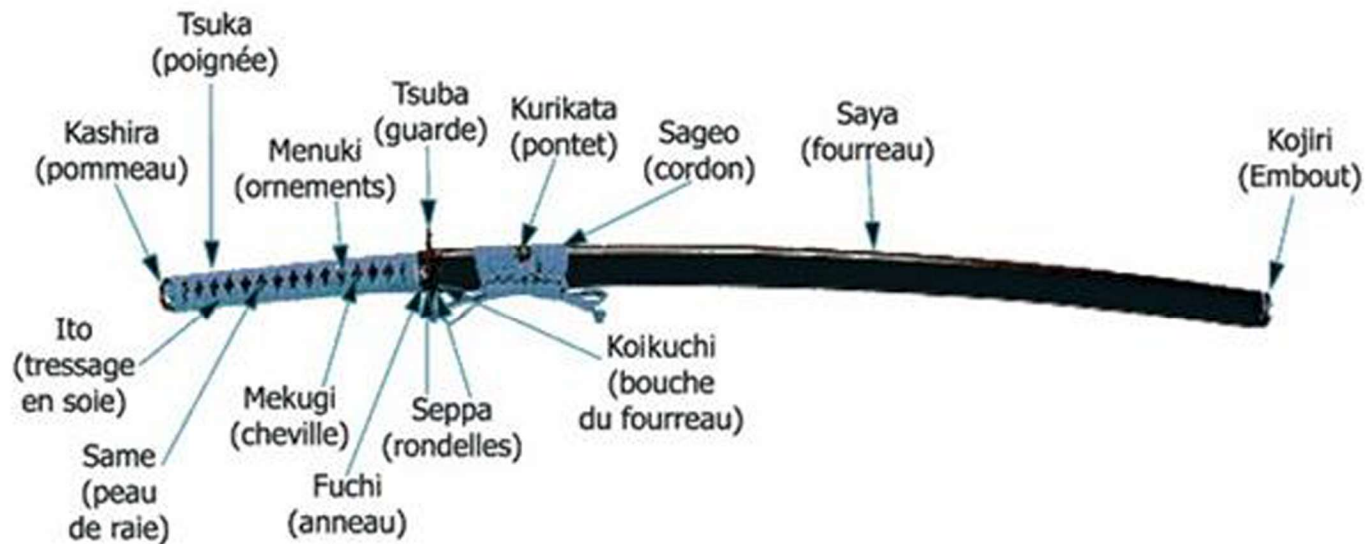 Tsuka
(poignée)
Kashira
(pommeau)
Menuki
(ornements)
Tsuba
(guarde)
Kurikata
(pontet)
Sageo
(cordon)
Saya
(fourreau)
Kojiri
(Embout)
Ito
(tressage
en soie)
Same
(peau
de raie)
Mekugi
(cheville)
Fuchi
(anneau)
Seppa
(rondelles)
Koikuchi
(bouche
du fourreau)